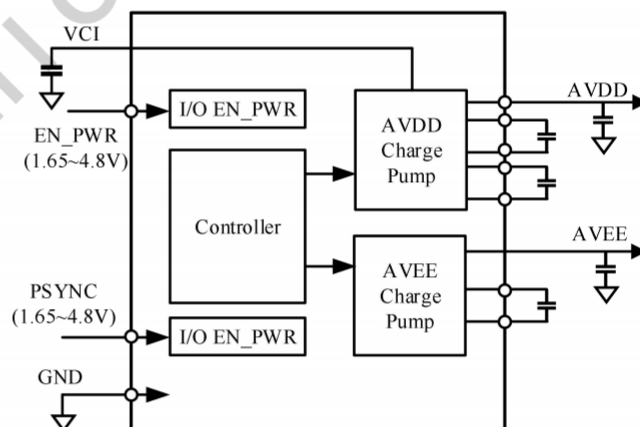 VCI
AVDD
I/O EN_PWR
EN_PWR
(1.65~4.8V)
AVDD
Charge
Pump
Controller
AVEE
AVEE
Charge
Pump
PSYNC
(1.65~4.8V)
I/O EN_PWR
GND